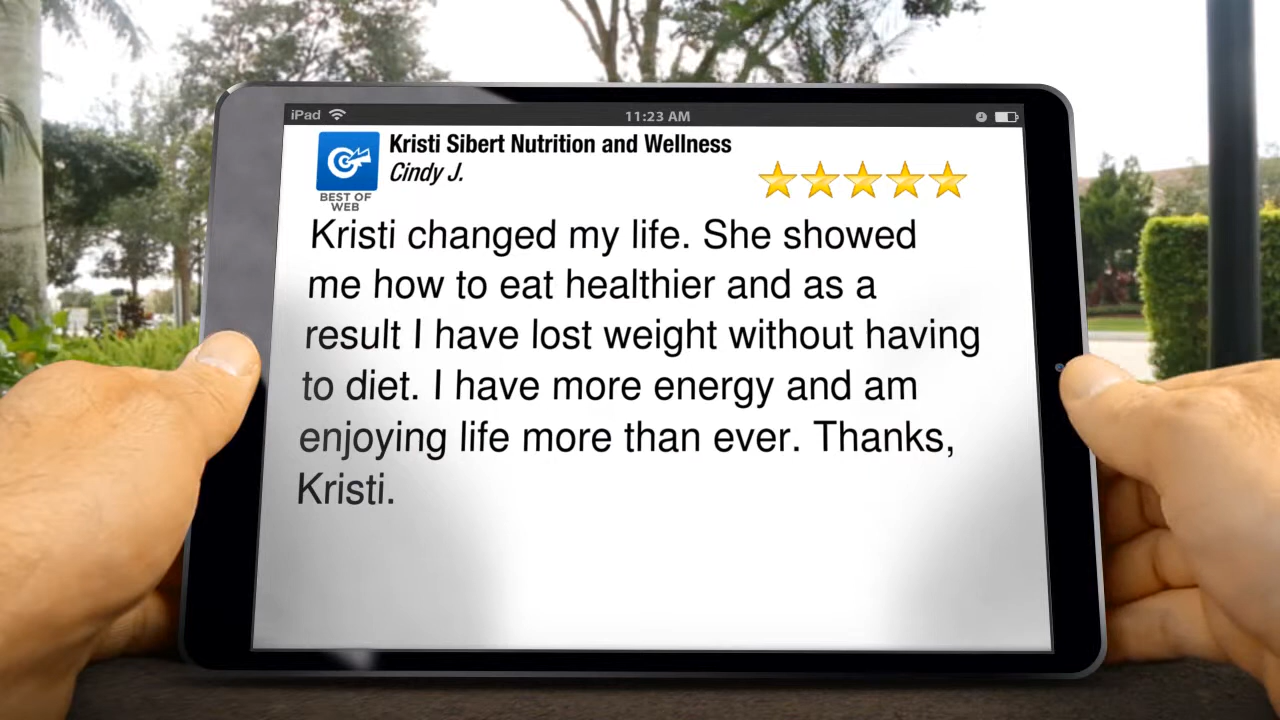 iPad
11:23 AM
Kristi Sibert Nutrition and Wellness
Cindy J.
BEST OF
WEB
Kristi changed my life. She showed
me how to eat healthier and as a
result I have lost weight without having
to diet. I have more energy and am
enjoying life more than ever. Thanks,
Kristi.